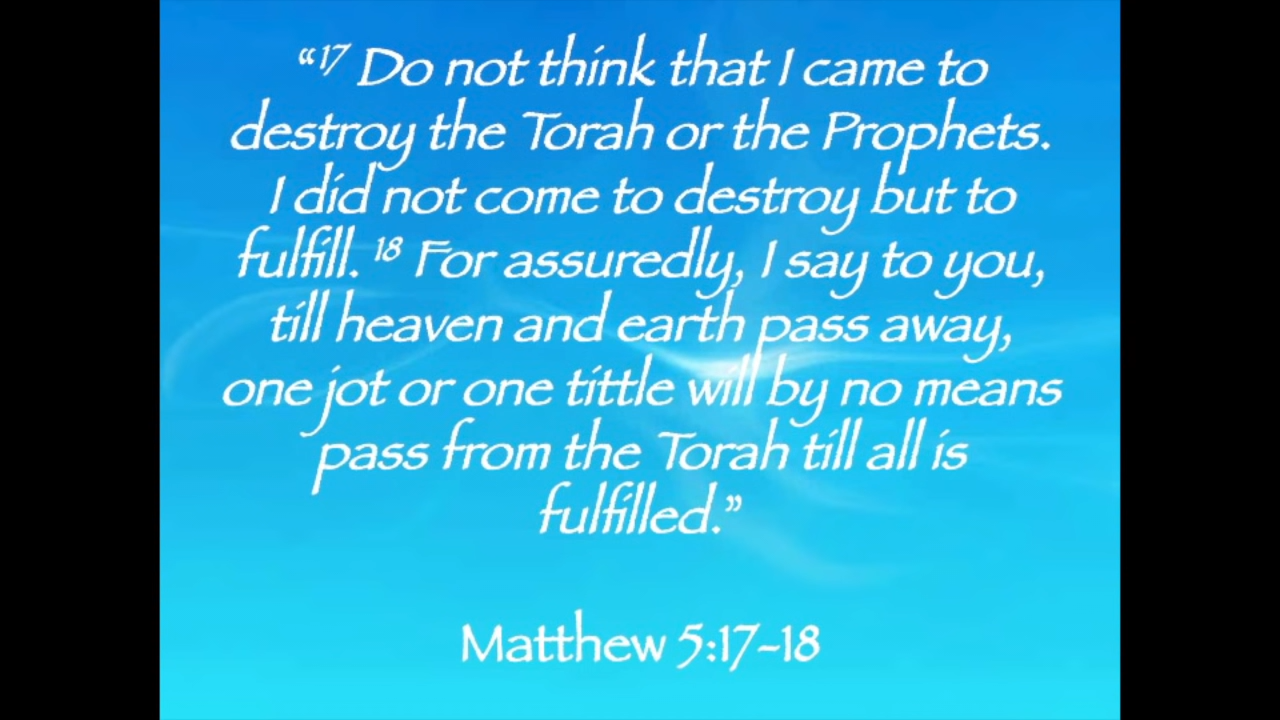 “17 Do not think that I came to
destroy the Torah or the Prophets.
I did not come to destroy but to
fulfill. 18 For assuredly, I say to you,
till heaven and earth pass away,
one jot or one tittle will by no means
pass from the Torah till all is
fulfilled.”
Matthew 5:17-18